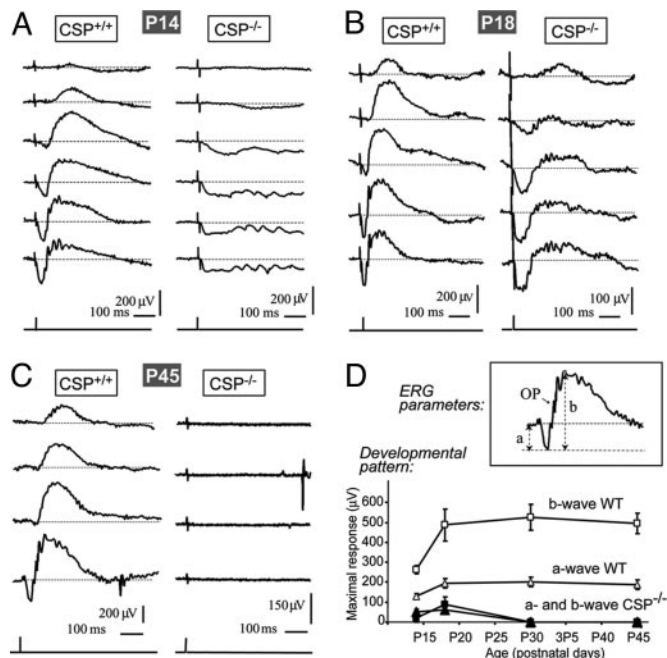 A CSP+/+ P14 CSP-/-
200 µV 200 µV
100 ms 100 ms
B CSP+/+ P18 CSP-/-
200 µV 100 µV
100 ms 100 ms
C CSP+/+ P45 CSP-/-
200 µV 150 µV
100 ms 100ms
D
ERG
parameters:
OP
a
b
Developmental
pattern:
Maximal response (µV)
600
500
400
300
200
100
0
b-wave WT
a-wave WT
a- and b-wave CSP-/-
P15 P20 P25 P30 3P5 P40 P45
Age (postnatal days)